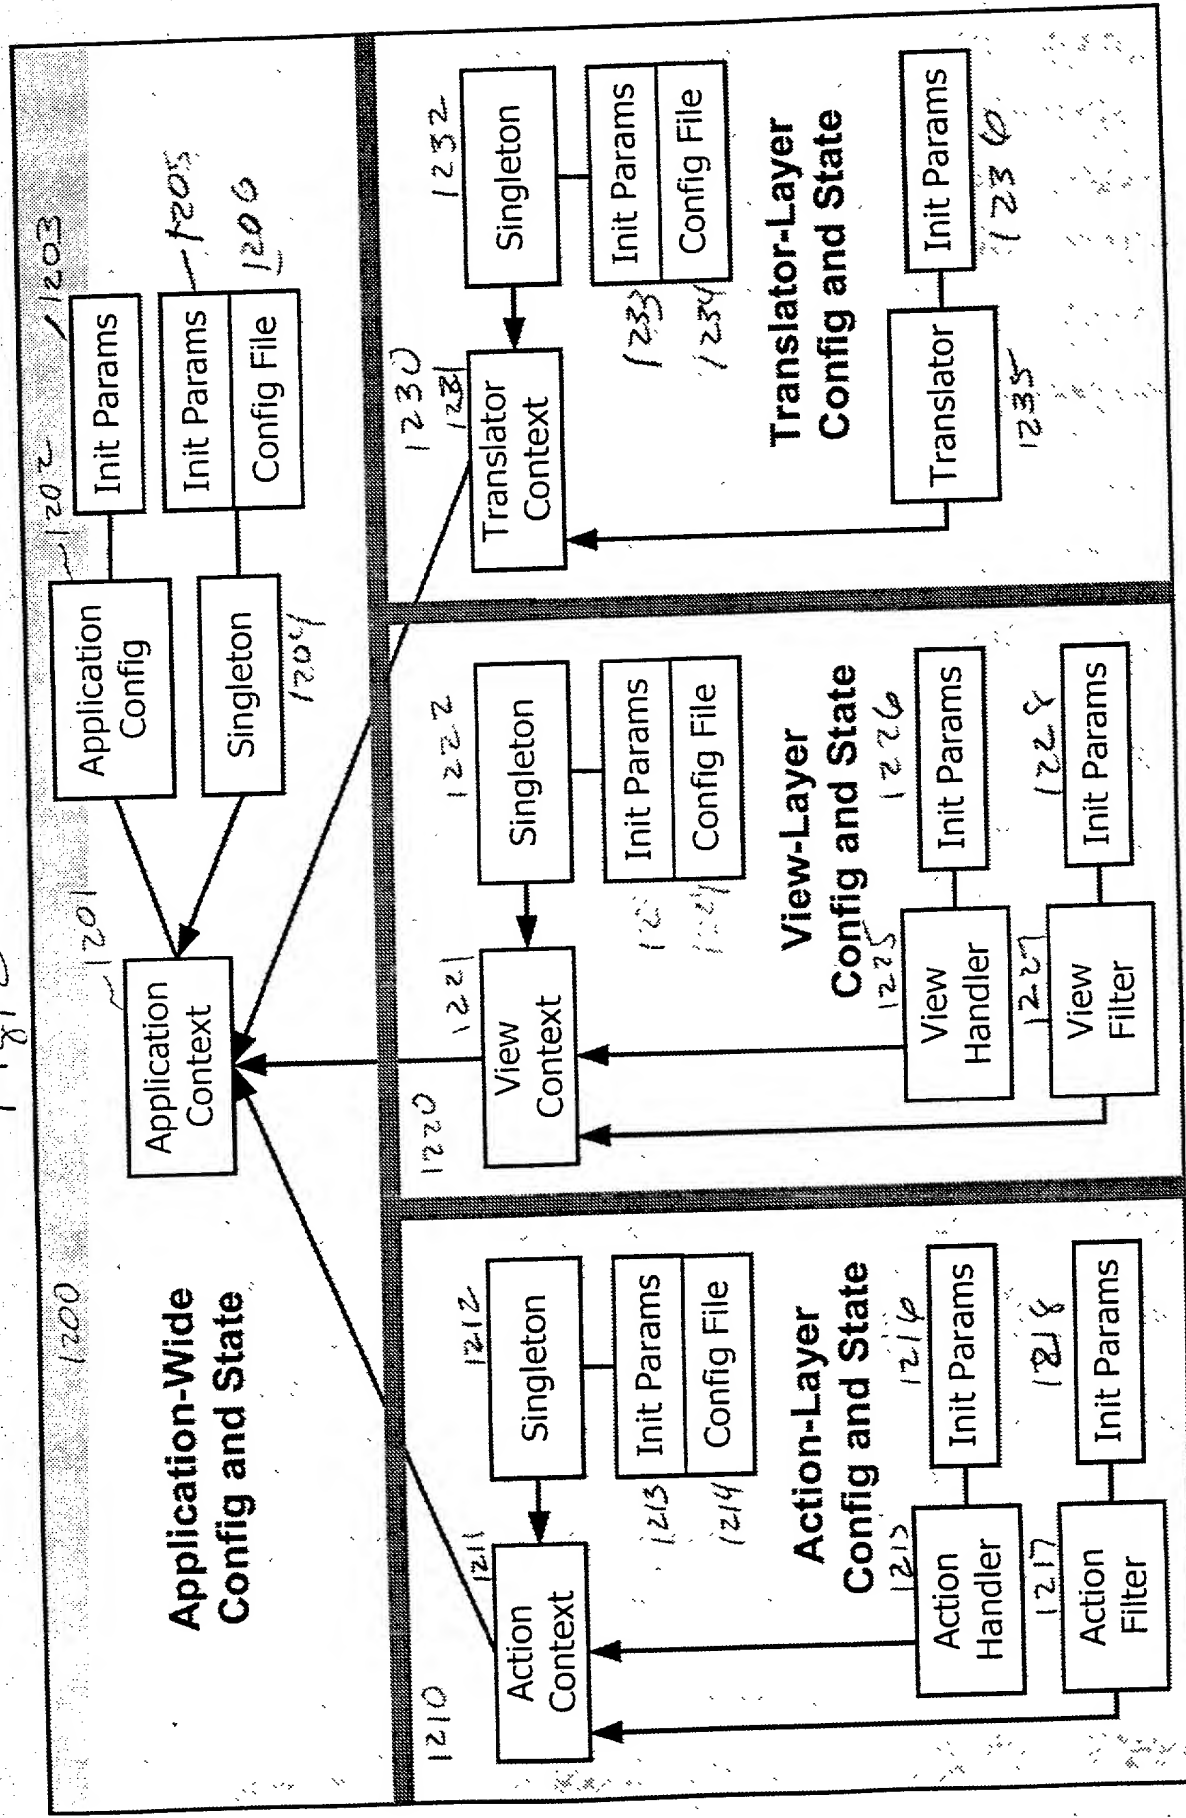 1200
Application-Wide
Config and State
Application
Context
1201
Application
Config
1202
Init Params
1203
Singleton
1204
Init Params
1205
Config File
1206
1210
Action
Context
1211
Singleton
1212
Init Params
1213
Config File
1214
Action-Layer
Config and State
Action
Handler
1215
Init Params
1216
Action
Filter
1217
Init Params
1218
1220
View
Context
1221
Singleton
1222
Init Params
Config File
1224
View-Layer
Config and State
View
Handler
1225
Init Params
1226
View
Filter
1227
Init Params
1228
1230
Translator
Context
1231
Singleton
1232
Init Params
1233
Config File
1234
Translator-Layer
Config and State
Translator
1235
Init Params
1236